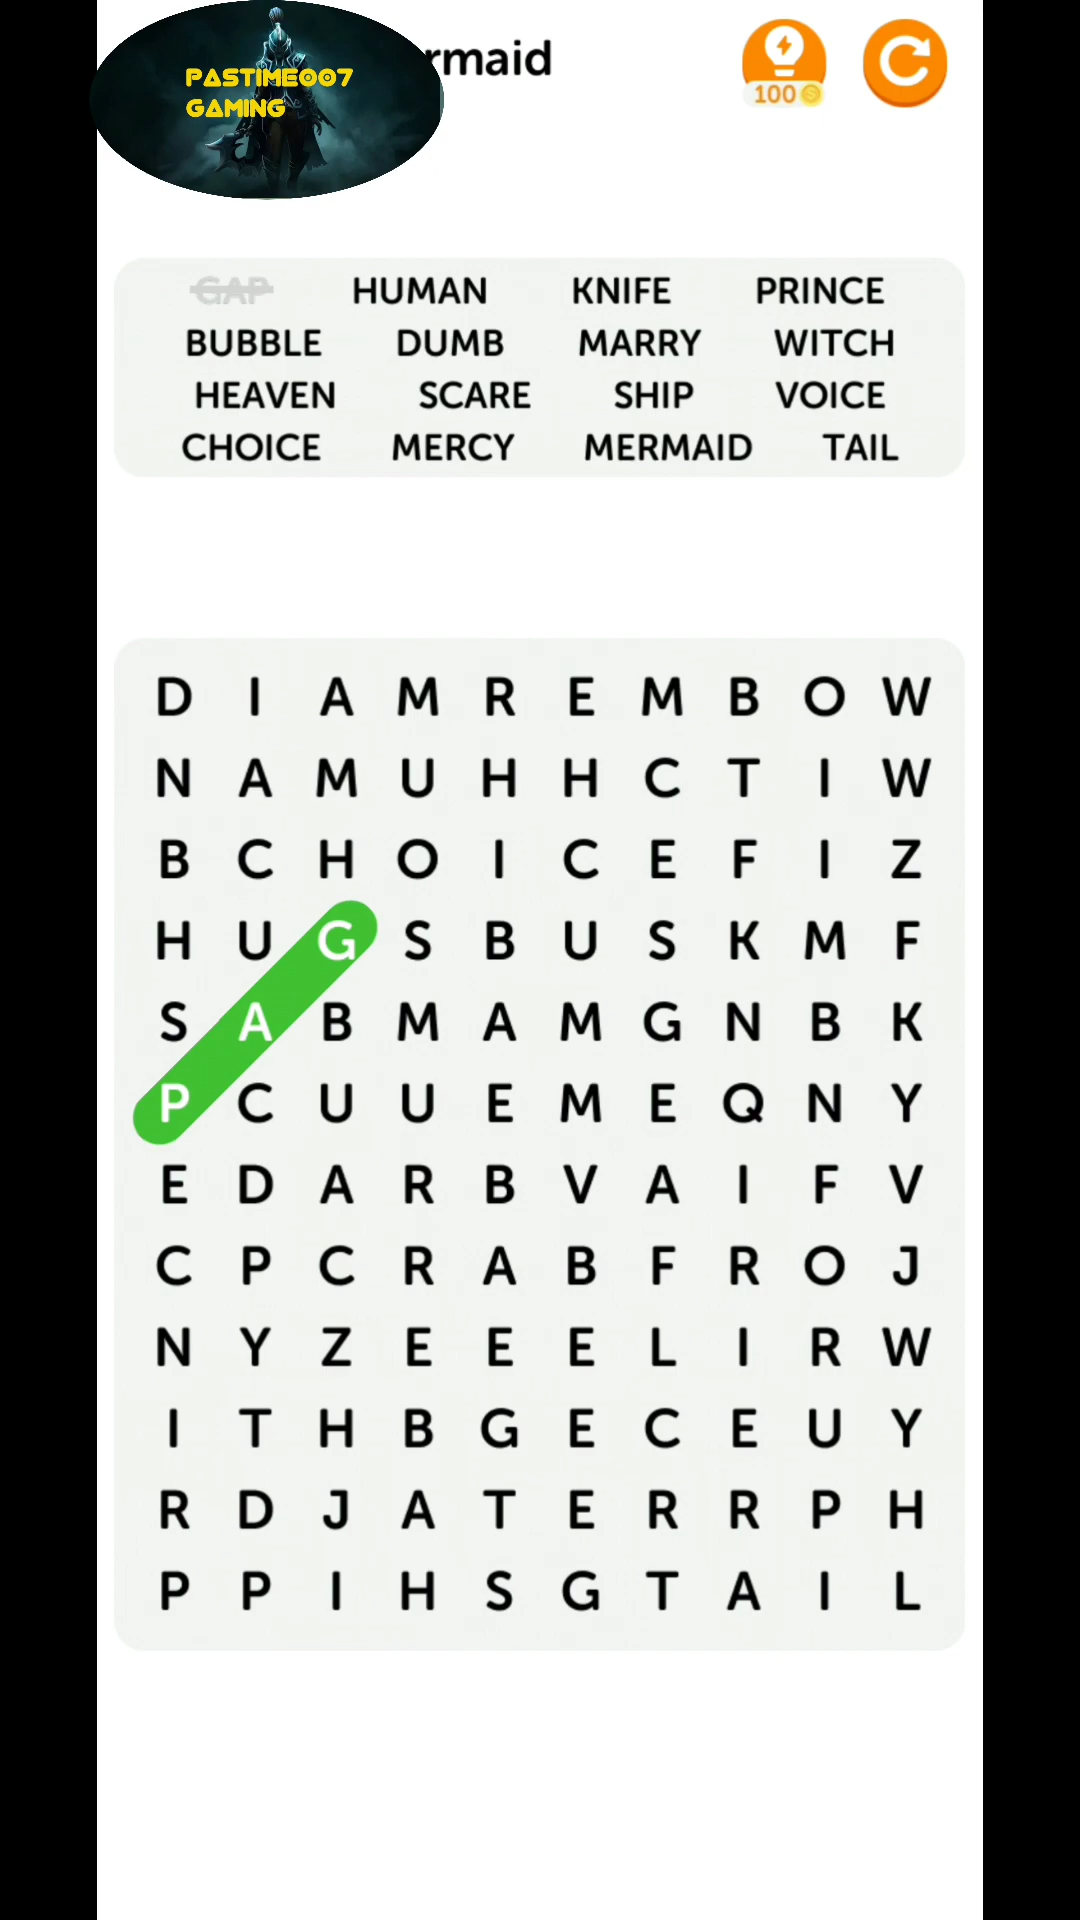 rmaid
PASTIME007
GAMING
100
GAP HUMAN KNIFE PRINCE
BUBBLE DUMB MARRY WITCH
HEAVEN SCARE SHIP VOICE
CHOICE MERCY MERMAID TAIL
D I A M R E M B O W
N A M U H H C T I W
B C H O I C E F I Z
H U G S B U S K M F
S A B M A M G N B K
P C U U E M E Q N Y
E D A R B V A I F V
C P C R A B F R O J
N Y Z E E E L I R W
I T H B G E C E U Y
R D J A T E R R P H
P P I H S G T A I L